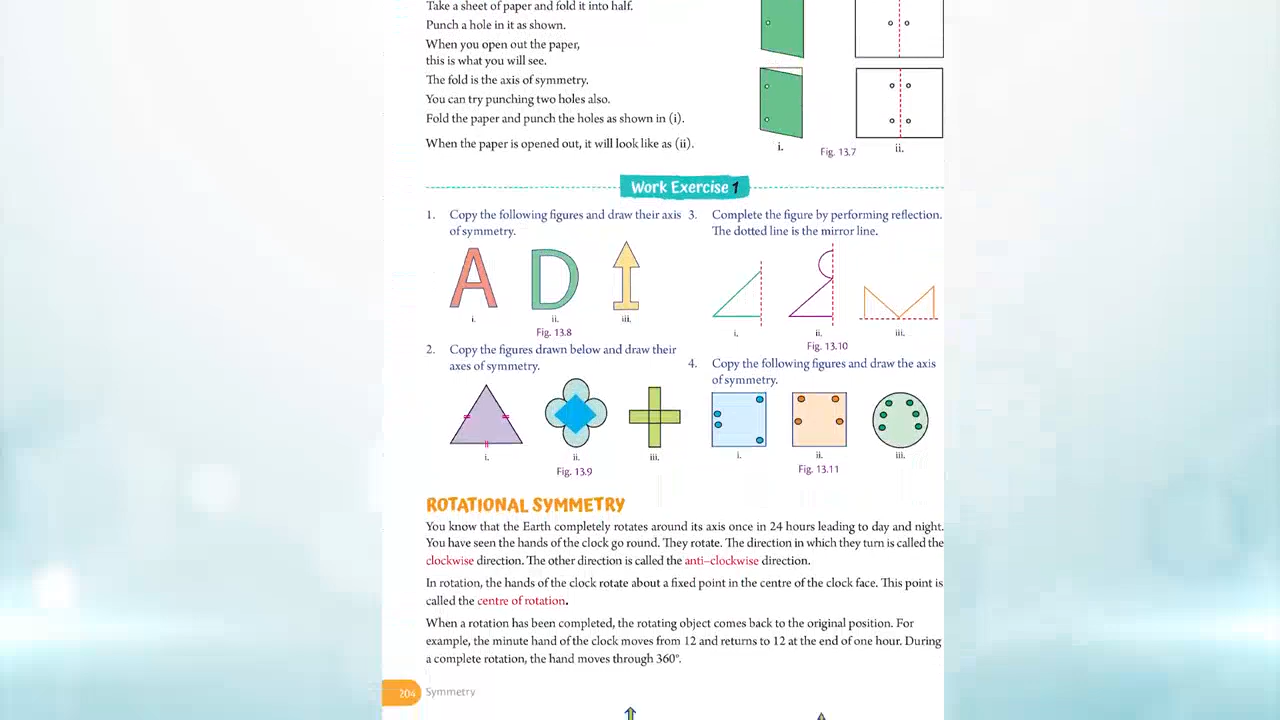 Take a sheet of paper and fold it into half.
Punch a hole in it as shown.
When you open out the paper,
this is what you will see.
The fold is the axis of symmetry.
You can try punching two holes also.
Fold the paper and punch the holes as shown in (i).
When the paper is opened out, it will look like as (ii).
i.
Fig. 13.7
ii.
Work Exercise 1
1. Copy the following figures and draw their axis
of symmetry.
A
D
i.
ii.
iii.
Fig. 13.8
2. Copy the figures drawn below and draw their
axes of symmetry.
i.
ii.
iii.
Fig. 13.9
3. Complete the figure by performing reflection.
The dotted line is the mirror line.
i.
ii.
iii.
Fig. 13.10
4. Copy the following figures and draw the axis
of symmetry.
i.
ii.
iii.
Fig. 13.11
ROTATIONAL SYMMETRY
You know that the Earth completely rotates around its axis once in 24 hours leading to day and night.
You have seen the hands of the clock go round. They rotate. The direction in which they turn is called the
clockwise direction. The other direction is called the anti–clockwise direction.
In rotation, the hands of the clock rotate about a fixed point in the centre of the clock face. This point is
called the centre of rotation.
When a rotation has been completed, the rotating object comes back to the original position. For
example, the minute hand of the clock moves from 12 and returns to 12 at the end of one hour. During
a complete rotation, the hand moves through 360°.
204 Symmetry